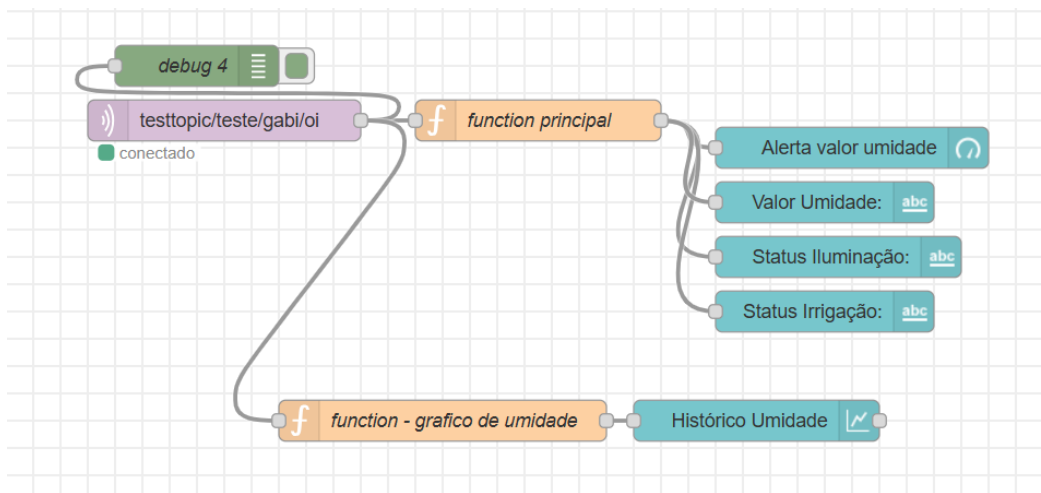 debug 4
testtopic/teste/gabi/oi
conectado
function principal
Alerta valor umidade
Valor Umidade:
abc
Status Iluminação:
abc
Status Irrigação:
abc
function - grafico de umidade
Histórico Umidade